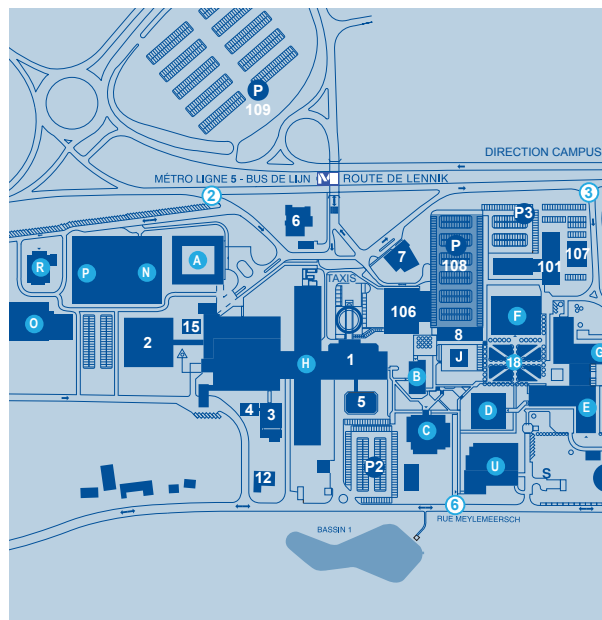 P
109
DIRECTION CAMPUS
MÉTRO LIGNE 5 - BUS DE LIJN M ROUTE DE LENNIK
2
3
6
P3
A
7
P
R
P
N
108
101
107
TAXIS
106
O
15
F
2
8
J
H
1
18
G
B
5
D
E
4
3
C
U
P2
12
S
6
RUE MEYLEMEERSCH
BASSIN 1